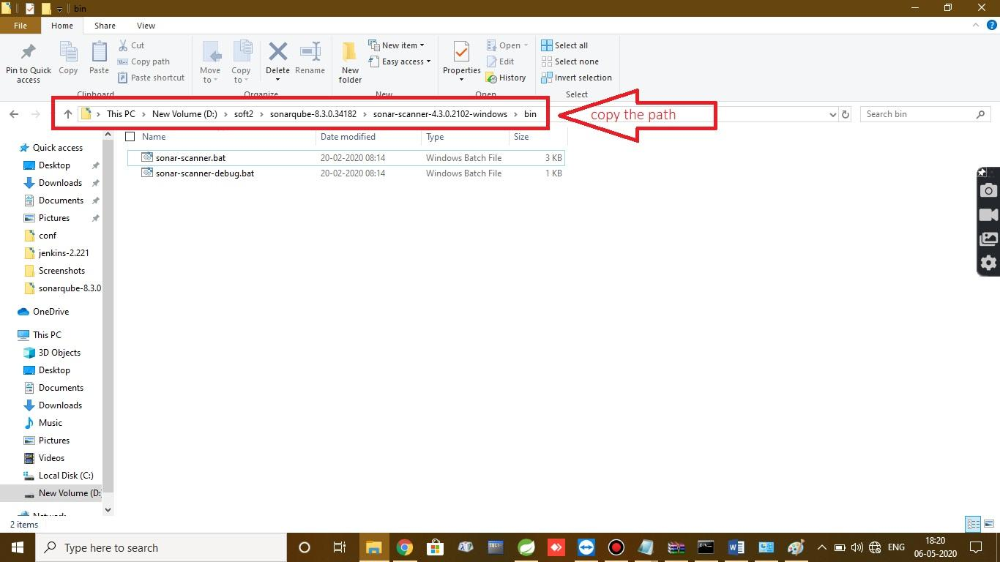 bin
File Home Share View
Pin to Quick access
Copy
Paste
Cut
Copy path
Paste shortcut
Clipboard
Move to
Copy to
Delete
Rename
Organize
New folder
New item
Easy access
New
Properties
Open
Edit
History
Open
Select all
Select none
Invert selection
Select
This PC > New Volume (D:) > soft2 > sonarqube-8.3.0.34182 > sonar-scanner-4.3.0.2102-windows > bin
copy the path
Search bin
Name Date modified Type Size
sonar-scanner.bat 20-02-2020 08:14 Windows Batch File 3 KB
sonar-scanner-debug.bat 20-02-2020 08:14 Windows Batch File 1 KB
Quick access
Desktop
Downloads
Documents
Pictures
conf
jenkins-2.221
Screenshots
sonarqube-8.3.0
OneDrive
This PC
3D Objects
Desktop
Documents
Downloads
Music
Pictures
Videos
Local Disk (C:)
New Volume (D:
Network
2 items
Type here to search
ENG
18:20
06-05-2020